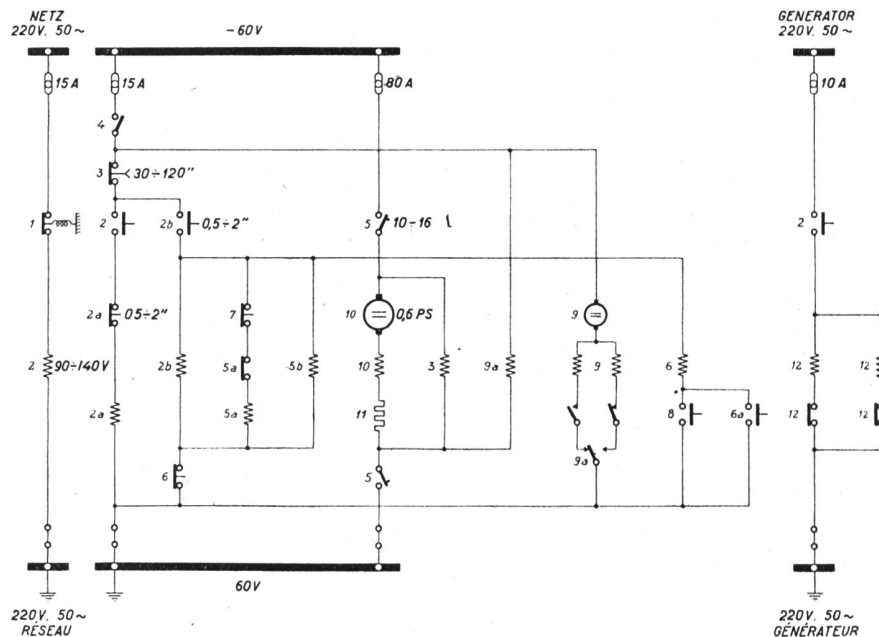 NETZ
220V. 50~
-60V
GENERATOR
220V. 50~
15A
15A
80A
10A
4
3
30÷120"
1
2
2b
0,5÷2"
5
10-16
2
2a
0,5÷2"
7
10
0,6 PS
9
2
90÷140V
2b
5a
5b
10
3
9a
9
6
12
12
2a
5a
11
8
6a
12
12
6
5
9a
60V
220V. 50~
RÉSEAU
220V. 50~
GÉNÉRATEUR